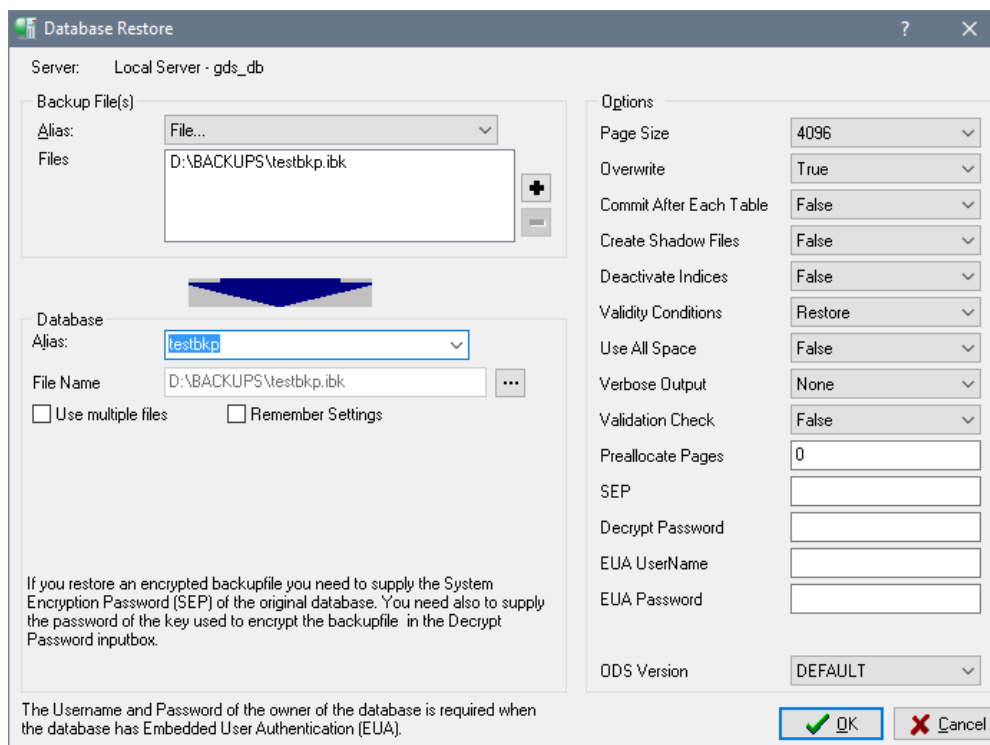 Database Restore
Server: Local Server - gds_db
Backup File(s)
Alias: File...
Files D:\BACKUPS\testbkp.ibk
Database
Alias: testbkp
File Name D:\BACKUPS\testbkp.ibk ...
Use multiple files Remember Settings
If you restore an encrypted backupfile you need to supply the System
Encryption Password (SEP) of the original database. You need also to supply
the password of the key used to encrypt the backupfile in the Decrypt
Password inputbox.
The Username and Password of the owner of the database is required when
the database has Embedded User Authentication (EUA).
Options
Page Size 4096
Overwrite True
Commit After Each Table False
Create Shadow Files False
Deactivate Indices False
Validity Conditions Restore
Use All Space False
Verbose Output None
Validation Check False
Preallocate Pages 0
SEP
Decrypt Password
EUA UserName
EUA Password
ODS Version DEFAULT
OK Cancel